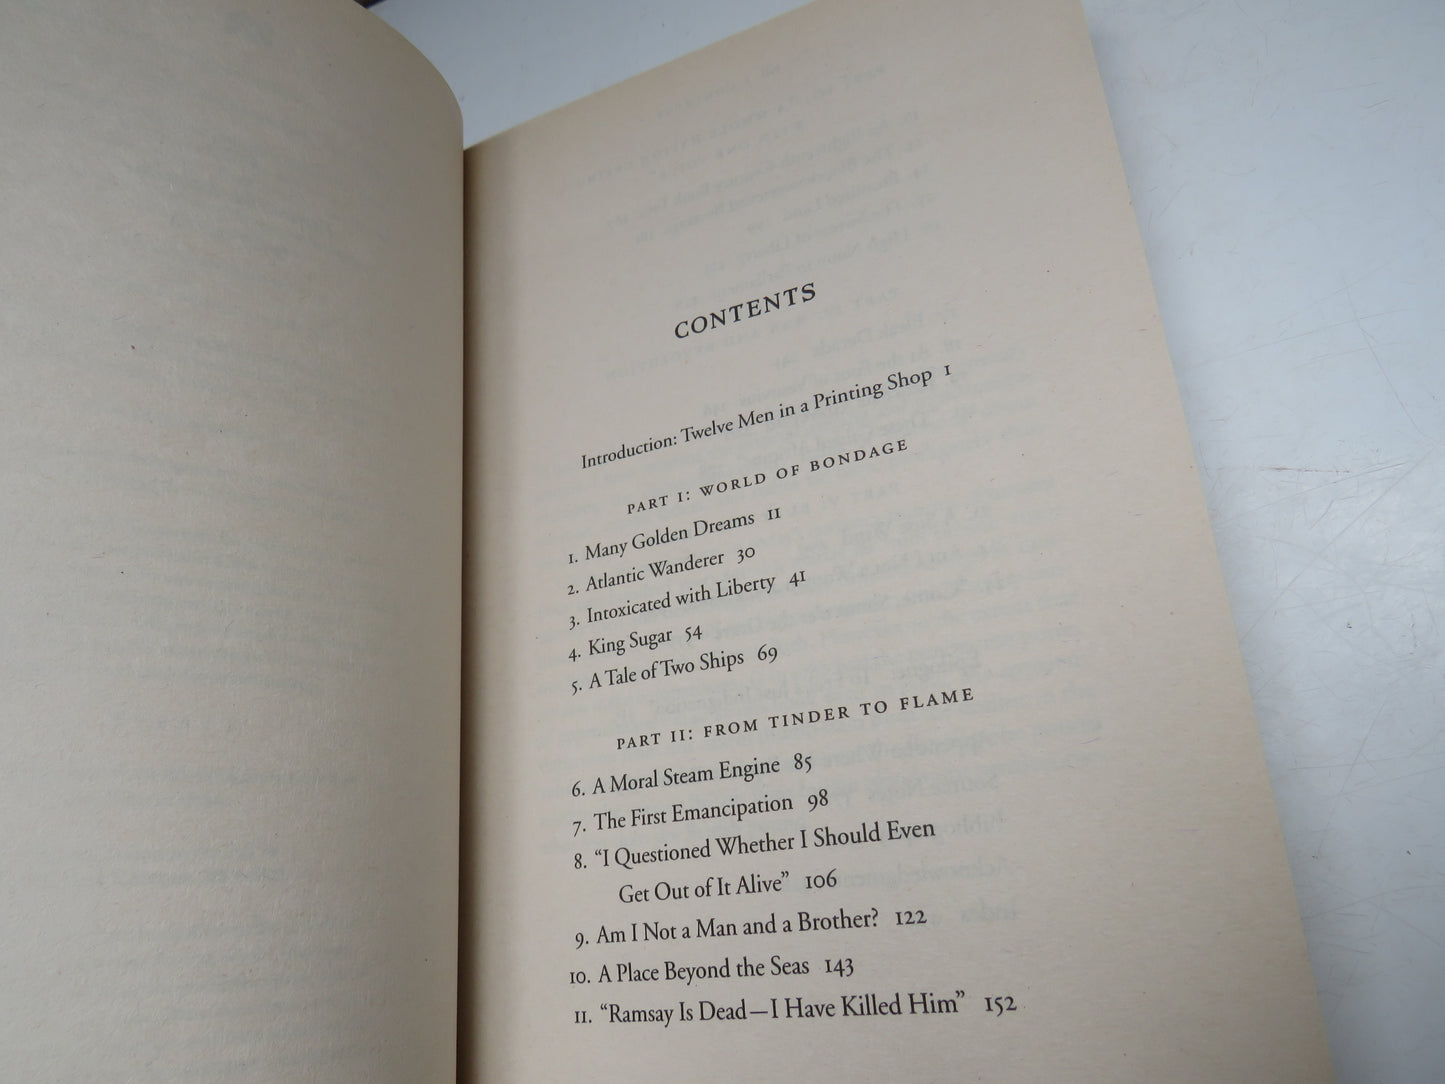 CONTENTS
Introduction: Twelve Men in a Printing Shop 1
PART I: WORLD OF BONDAGE
1. Many Golden Dreams 11
2. Atlantic Wanderer 30
3. Intoxicated with Liberty 41
4. King Sugar 54
5. A Tale of Two Ships 69
PART II: FROM TINDER TO FLAME
6. A Moral Steam Engine 85
7. The First Emancipation 98
8. “I Questioned Whether I Should Even
Get Out of It Alive” 106
9. Am I Not a Man and a Brother? 122
10. A Place Beyond the Seas 143
11. “Ramsay Is Dead—I Have Killed Him” 152